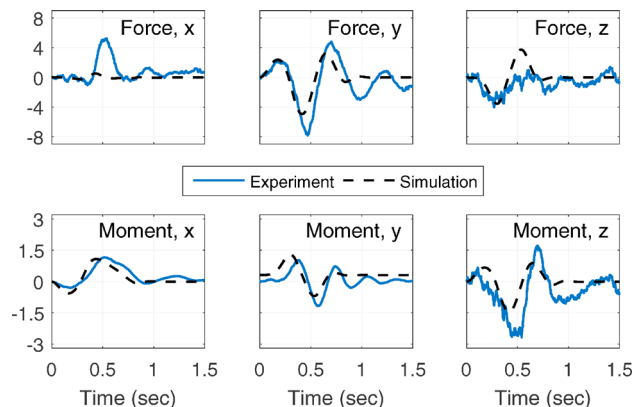 Force, x
Force, y
Force, z
8
4
0
-4
-8
Experiment
Simulation
Moment, x
Moment, y
Moment, z
3
1.5
0
-1.5
-3
0 0.5 1 1.5
0 0.5 1 1.5
0 0.5 1 1.5
Time (sec)
Time (sec)
Time (sec)